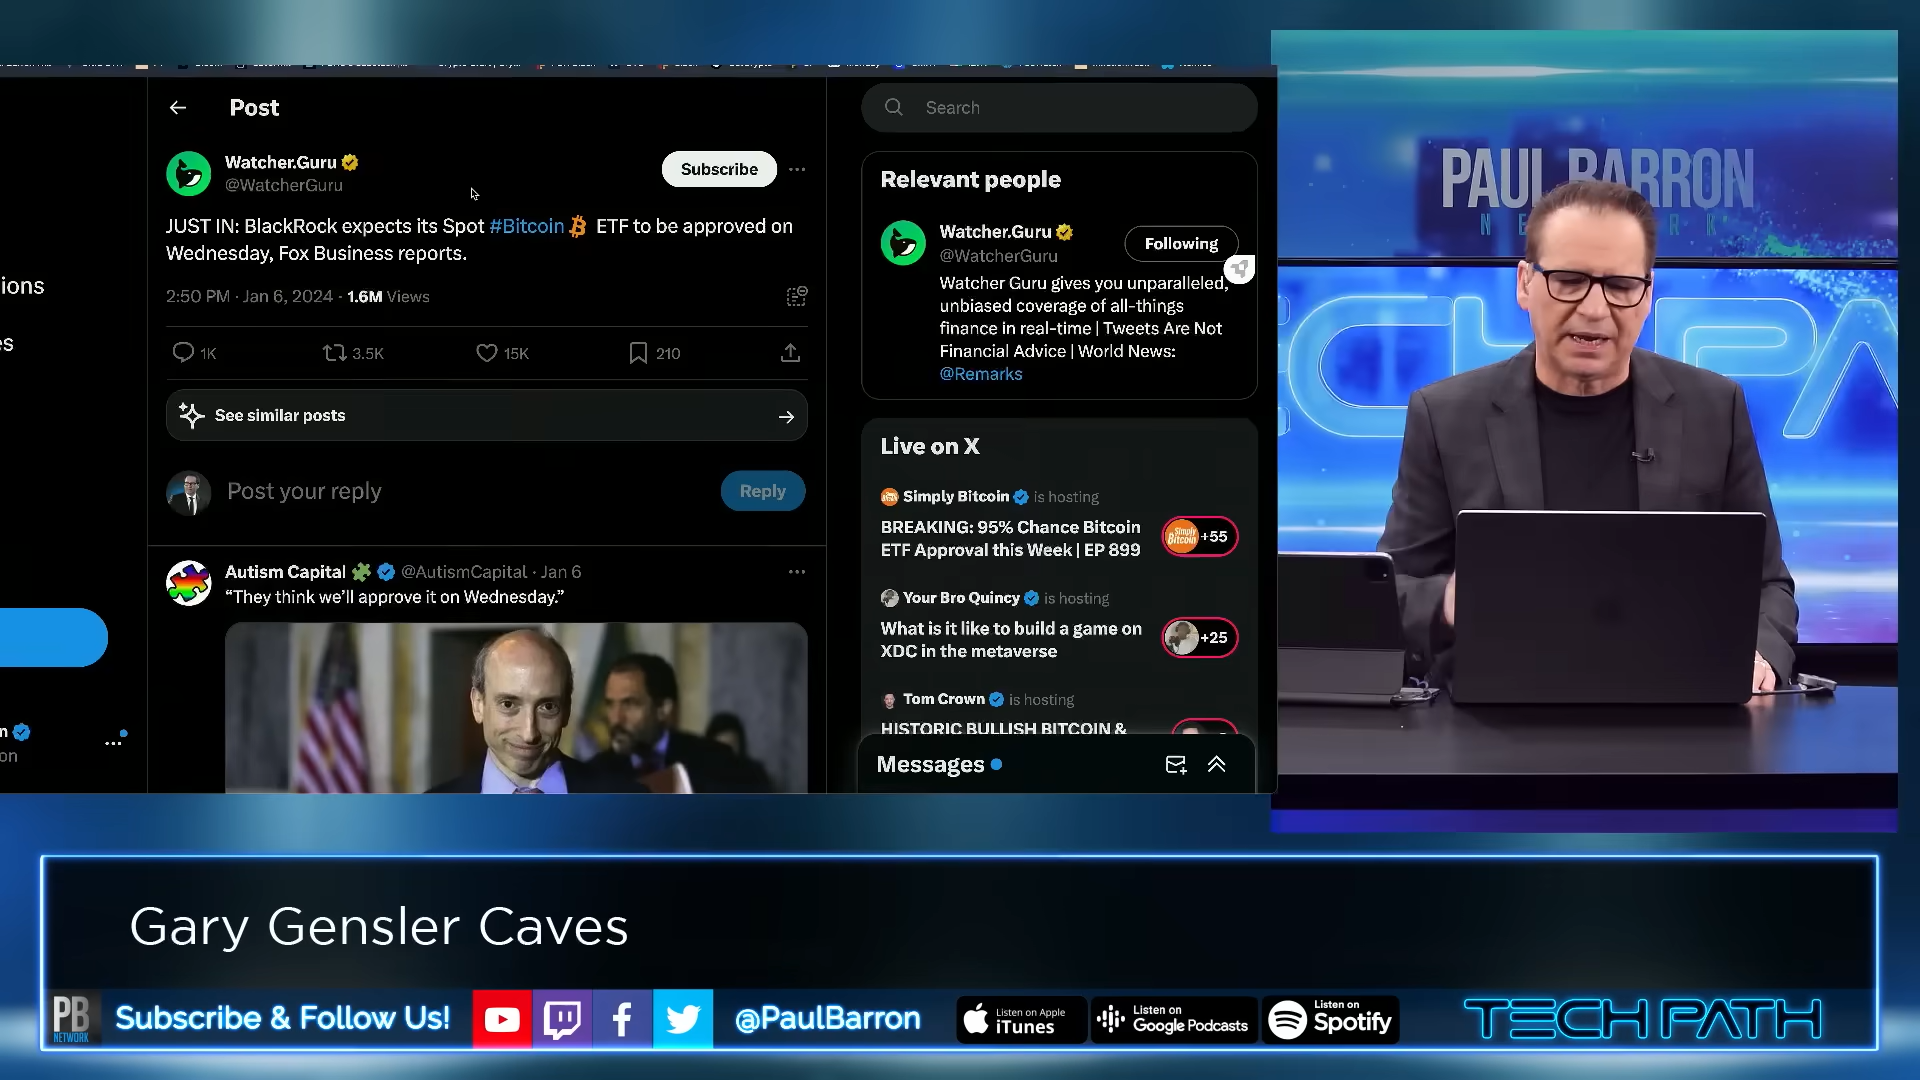 Post
Search
Watcher.Guru
@WatcherGuru
Subscribe
JUST IN: BlackRock expects its Spot #Bitcoin ETF to be approved on
Wednesday, Fox Business reports.
2:50 PM · Jan 6, 2024 · 1.6M Views
1K
3.5K
15K
210
See similar posts
Post your reply
Reply
Autism Capital @AutismCapital · Jan 6
“They think we’ll approve it on Wednesday.”
ions
es
n
on
Relevant people
Watcher.Guru
@WatcherGuru
Following
Watcher Guru gives you unparalleled,
unbiased coverage of all-things
finance in real-time | Tweets Are Not
Financial Advice | World News:
@Remarks
Live on X
Simply Bitcoin is hosting
BREAKING: 95% Chance Bitcoin
ETF Approval this Week | EP 899
Simply
Bitcoin
+55
Your Bro Quincy is hosting
What is it like to build a game on
XDC in the metaverse
+25
Tom Crown is hosting
HISTORIC BULLISH BITCOIN &
Messages
PAUL BARRON
Gary Gensler Caves
PB
NETWORK
Subscribe & Follow Us!
@PaulBarron
Listen on Apple
iTunes
Listen on
Google Podcasts
Listen on
Spotify
TECH PATH